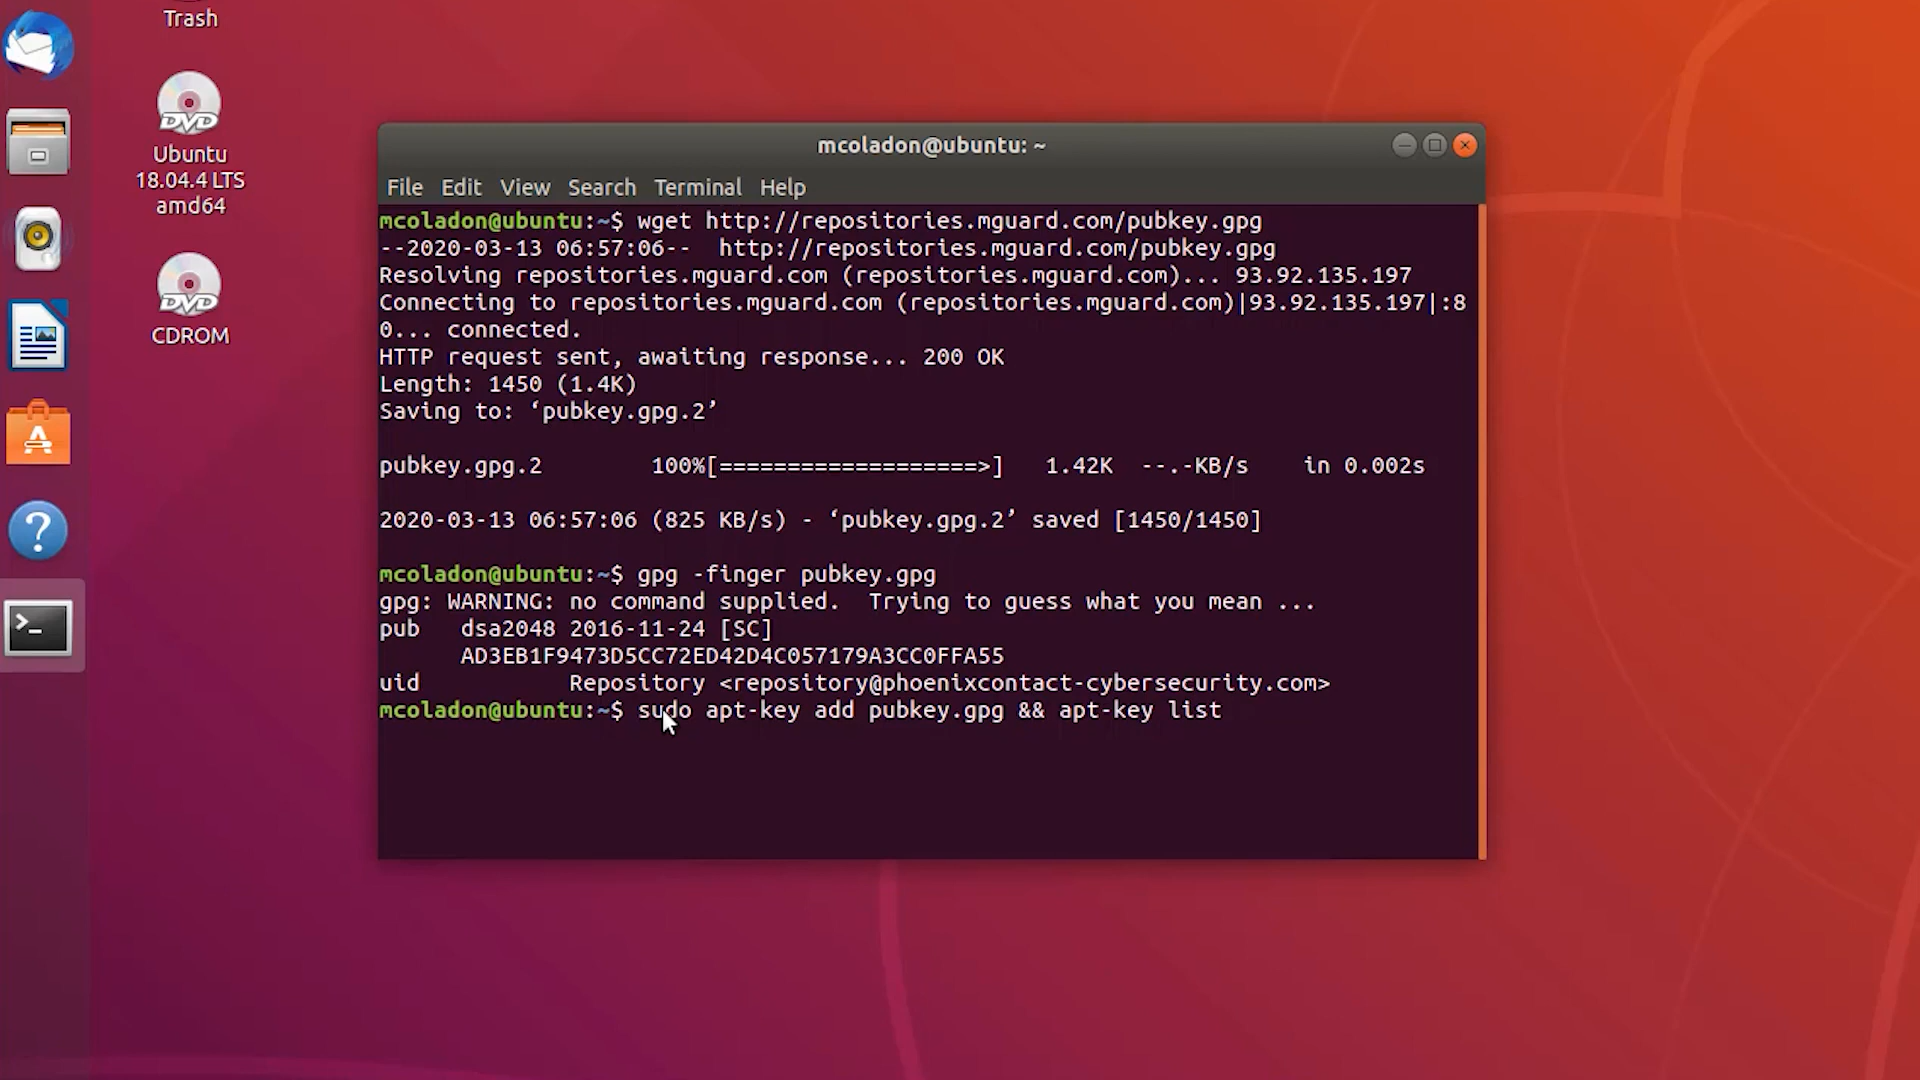 Trash
DVD
Ubuntu
18.04.4 LTS
amd64
DVD
CDROM
mcoladon@ubuntu: ~
File Edit View Search Terminal Help
mcoladon@ubuntu:~$ wget http://repositories.mguard.com/pubkey.gpg
--2020-03-13 06:57:06--  http://repositories.mguard.com/pubkey.gpg
Resolving repositories.mguard.com (repositories.mguard.com)... 93.92.135.197
Connecting to repositories.mguard.com (repositories.mguard.com)|93.92.135.197|:8
0... connected.
HTTP request sent, awaiting response... 200 OK
Length: 1450 (1.4K)
Saving to: ‘pubkey.gpg.2’
pubkey.gpg.2        100%[===================>]   1.42K  --.-KB/s    in 0.002s
2020-03-13 06:57:06 (825 KB/s) - ‘pubkey.gpg.2’ saved [1450/1450]
mcoladon@ubuntu:~$ gpg -finger pubkey.gpg
gpg: WARNING: no command supplied.  Trying to guess what you mean ...
pub   dsa2048 2016-11-24 [SC]
      AD3EB1F9473D5CC72ED42D4C057179A3CC0FFA55
uid           Repository <repository@phoenixcontact-cybersecurity.com>
mcoladon@ubuntu:~$ sudo apt-key add pubkey.gpg && apt-key list